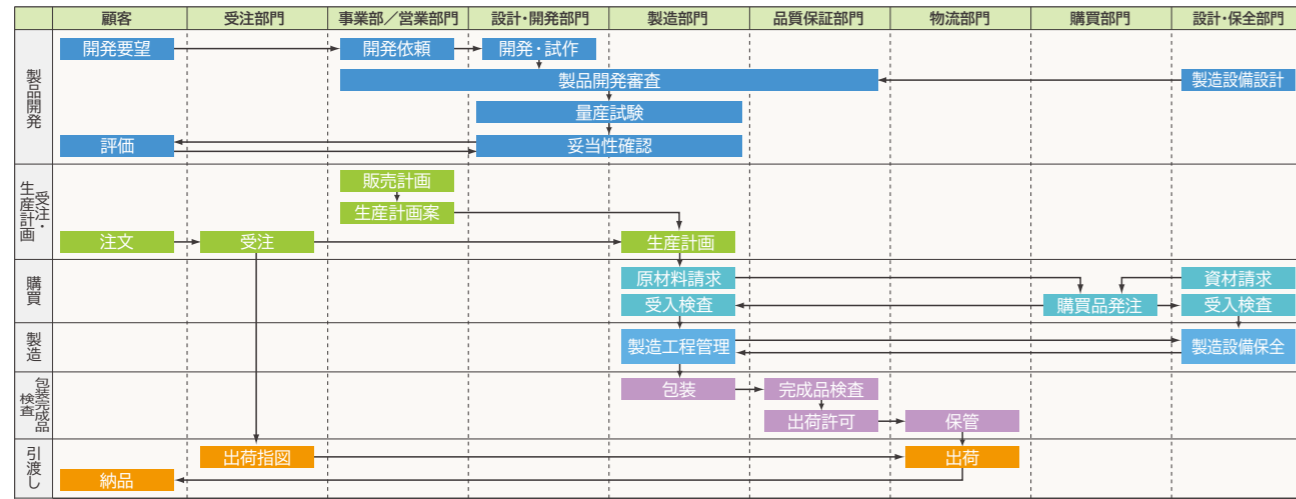 顧客 受注部門 事業部／営業部門 設計・開発部門 製造部門 品質保証部門 物流部門 購買部門 設計・保全部門
製品開発
開発要望 開発依頼 開発・試作
製品開発審査 製造設備設計
量産試験
評価 妥当性確認
受注・生産計画
販売計画
生産計画案
注文 受注 生産計画
購買
原材料請求 資材請求
受入検査 購買品発注 受入検査
製造
製造工程管理 製造設備保全
包装完成品検査
包装 完成品検査
出荷許可 保管
引渡し
出荷指図 出荷
納品